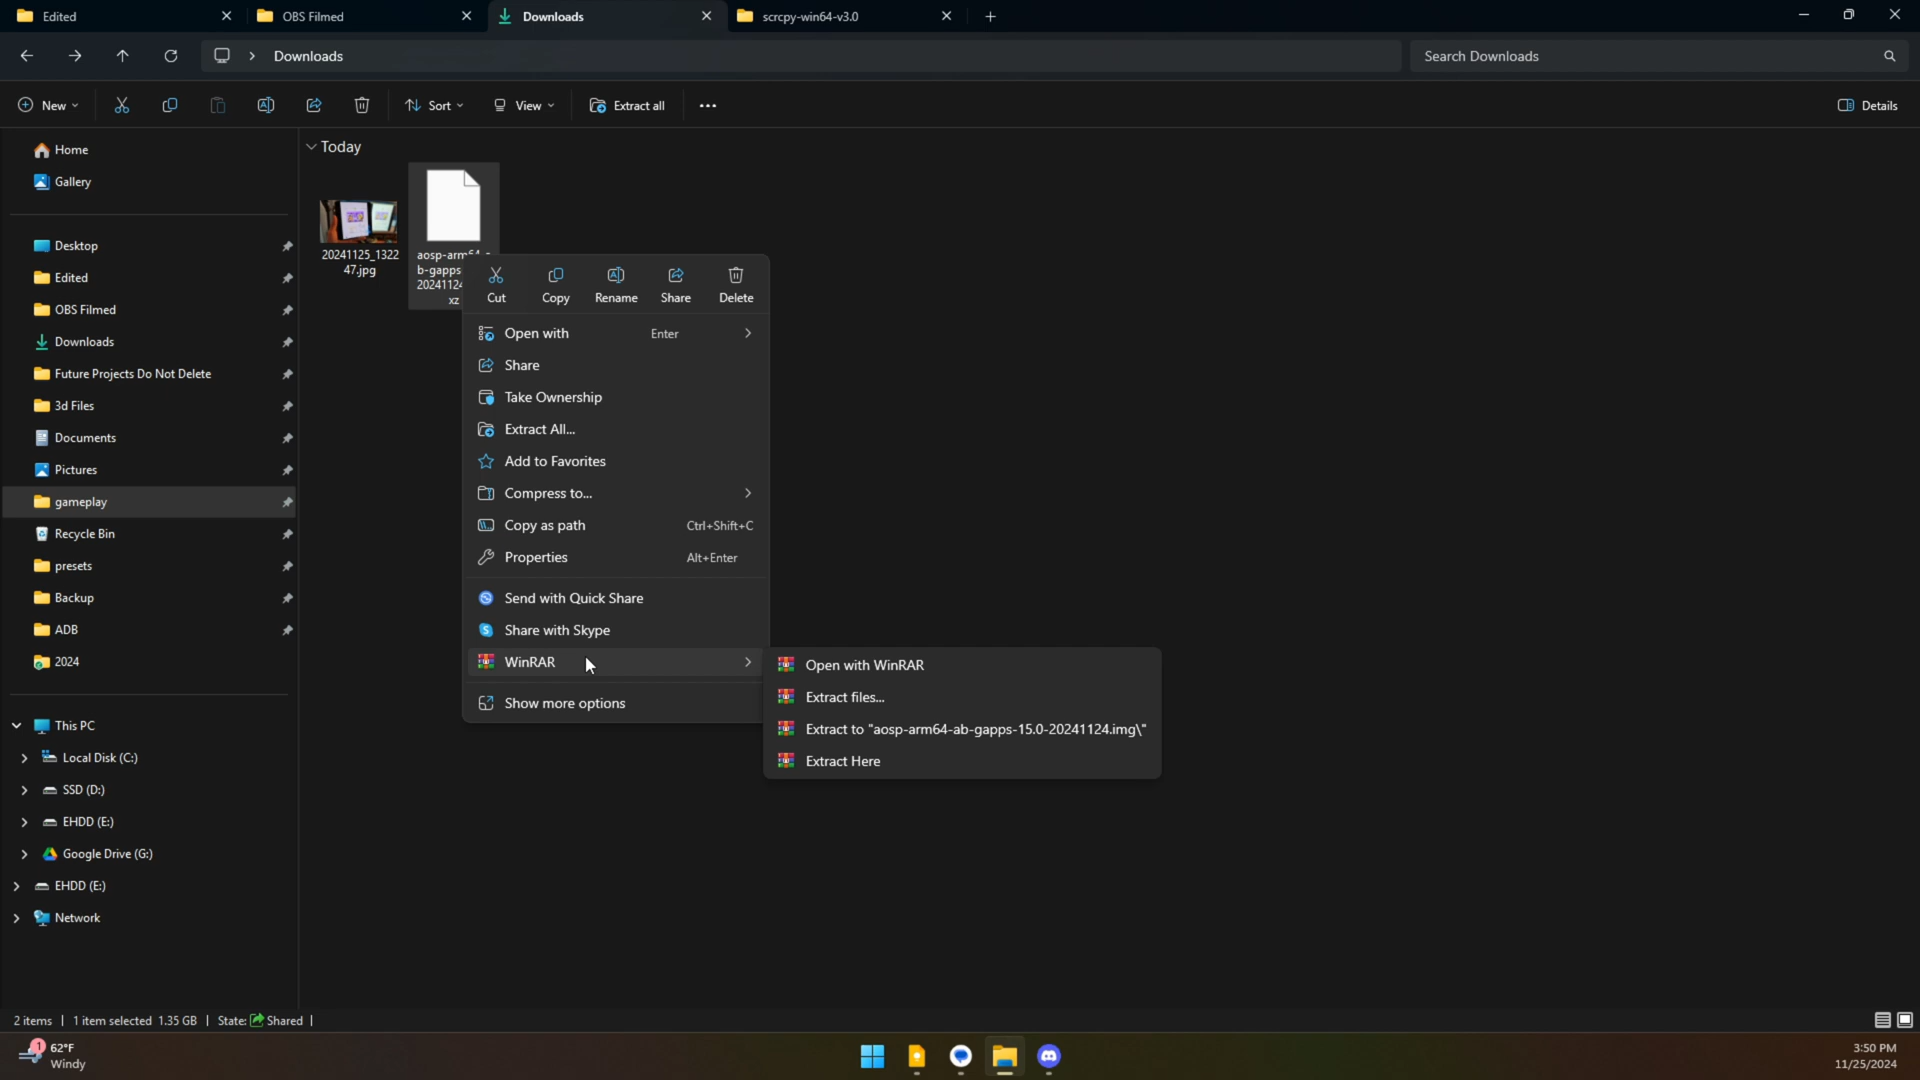 Edited
OBS Filmed
Downloads
scrcpy-win64-v3.0
Downloads
Search Downloads
New
Sort
View
Extract all
Details
Home
Gallery
Desktop
Edited
OBS Filmed
Downloads
Future Projects Do Not Delete
3d Files
Documents
Pictures
gameplay
Recycle Bin
presets
Backup
ADB
2024
This PC
Local Disk (C:)
SSD (D:)
EHDD (E:)
Google Drive (G:)
EHDD (E:)
Network
Today
20241125_1322
47.jpg
b-gapps
xz
Cut
Copy
Rename
Share
Delete
Open with Enter
Share
Take Ownership
Extract All...
Add to Favorites
Compress to...
Copy as path Ctrl+Shift+C
Properties Alt+Enter
Send with Quick Share
Share with Skype
WinRAR
Show more options
Open with WinRAR
Extract files...
Extract to "aosp-arm64-ab-gapps-15.0-20241124.img\"
Extract Here
2 items | 1 item selected 1.35 GB | State: Shared |
1
62°F
Windy
3:50 PM
11/25/2024